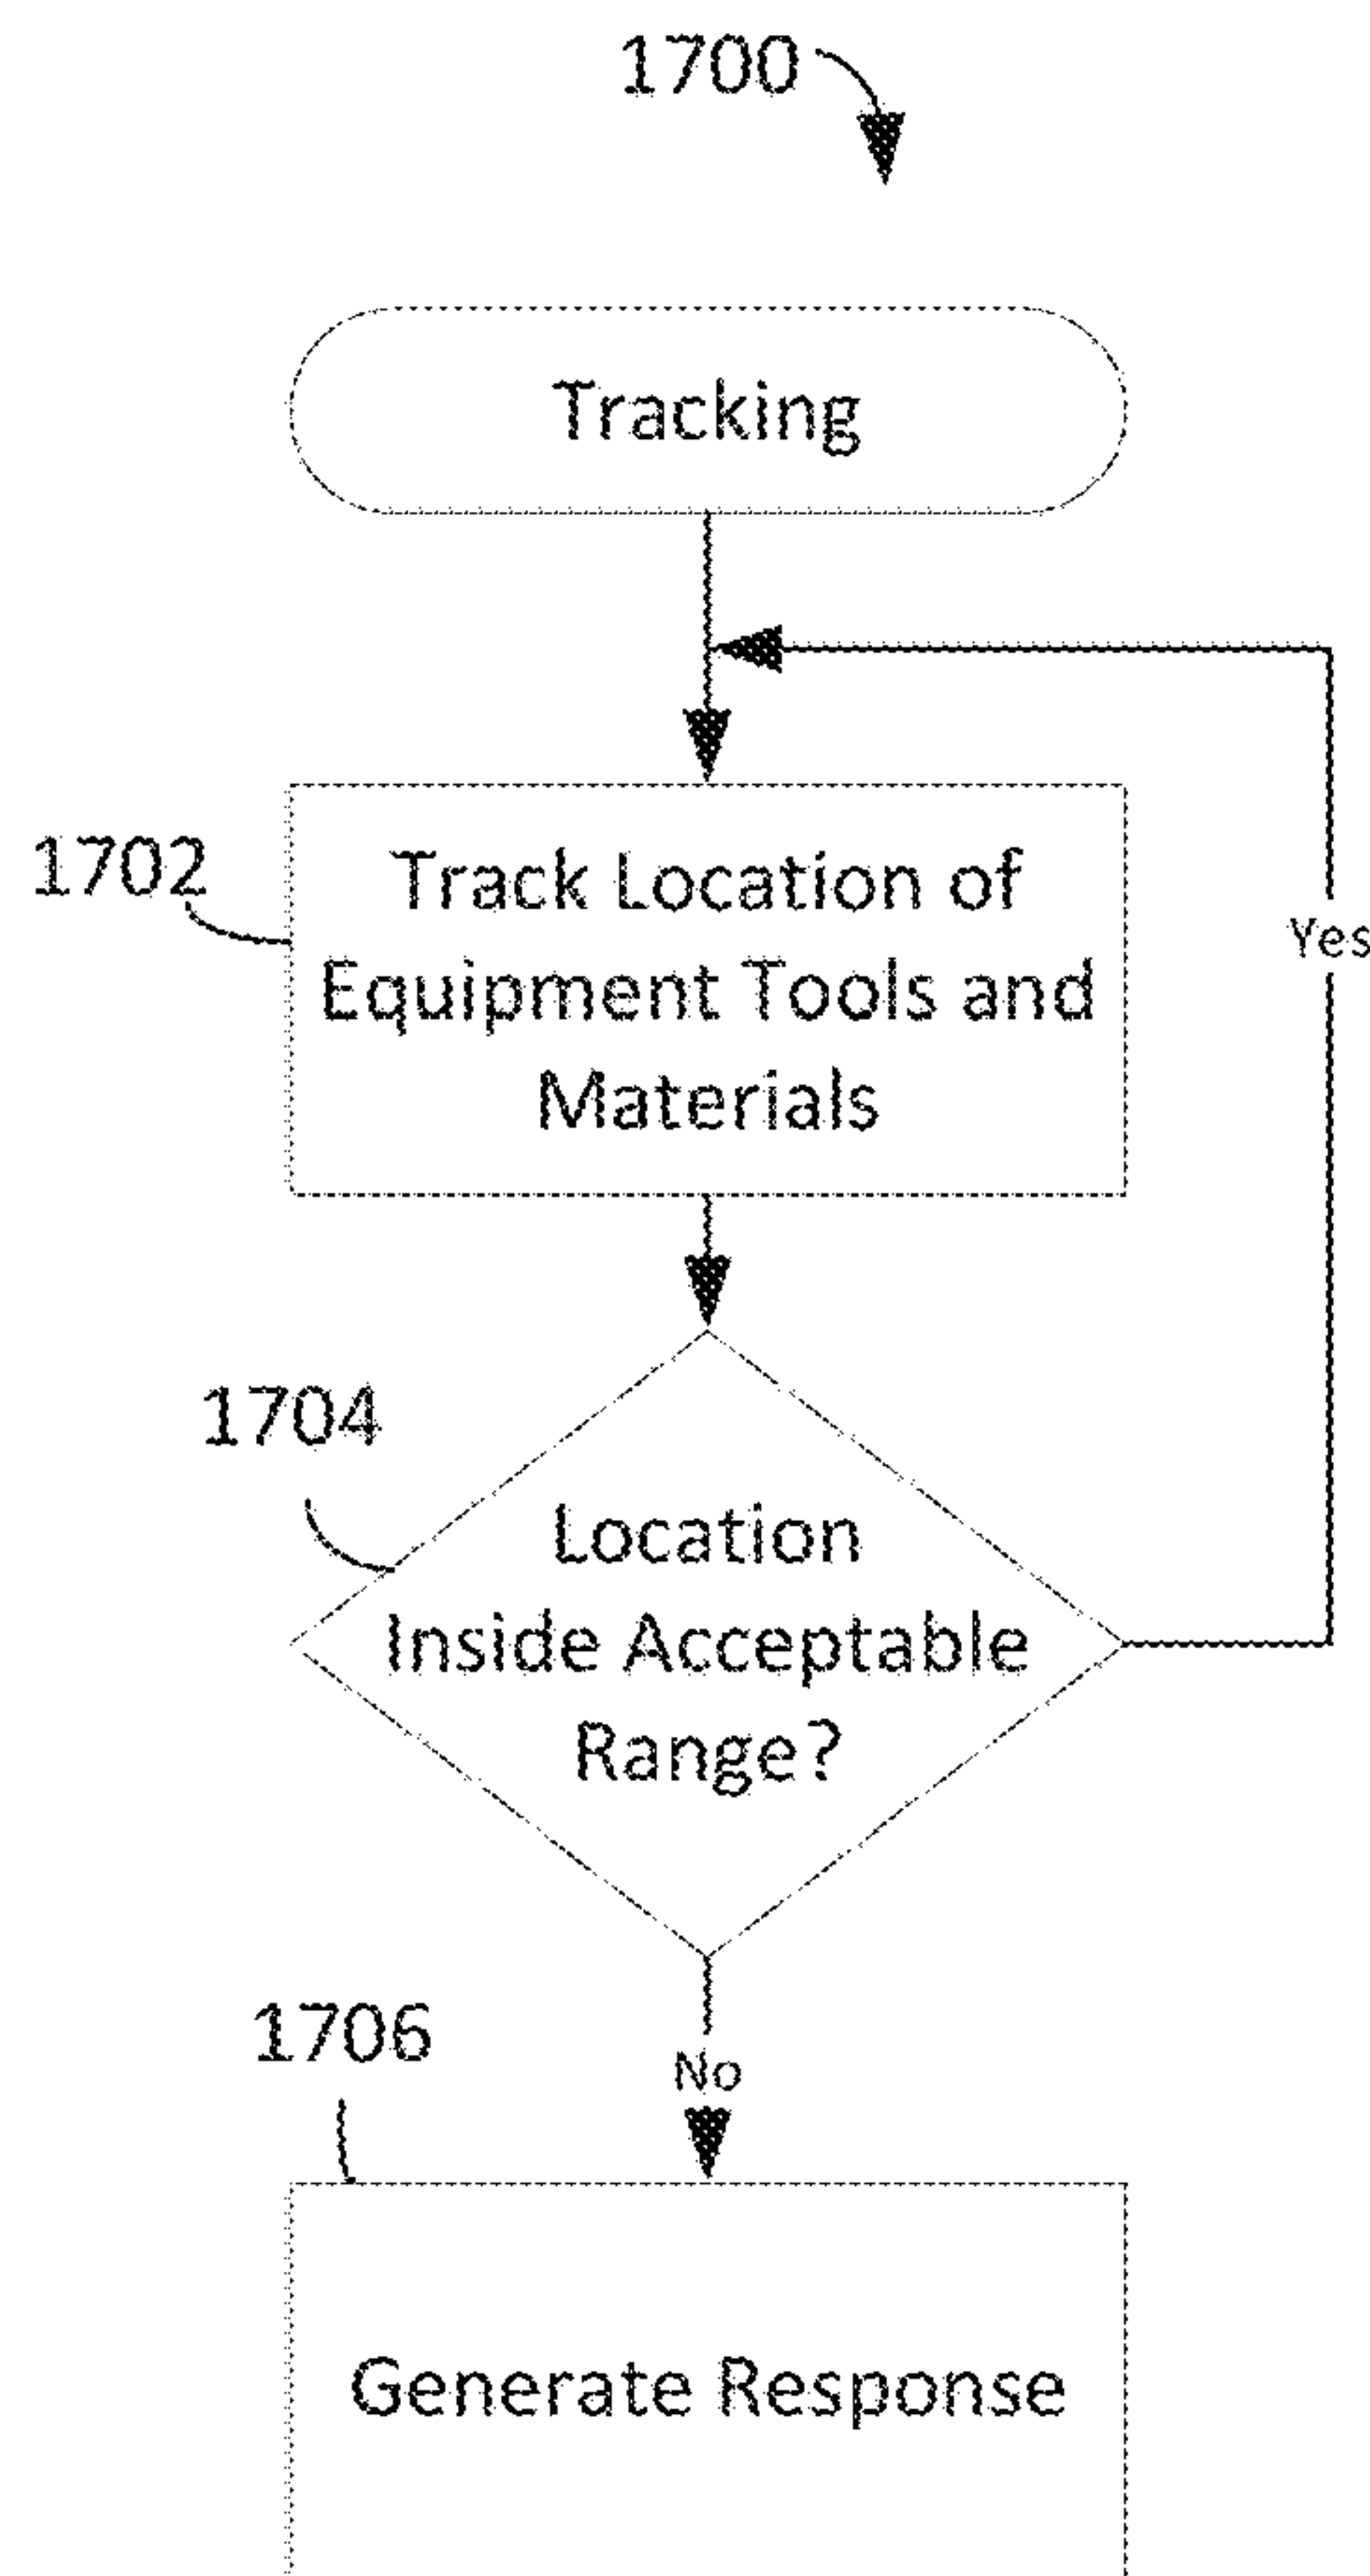 1700
Tracking
1702
Track Location of
Equipment Tools and
Materials
Yes
1704
Location
Inside Acceptable
Range?
No
1706
Generate Response